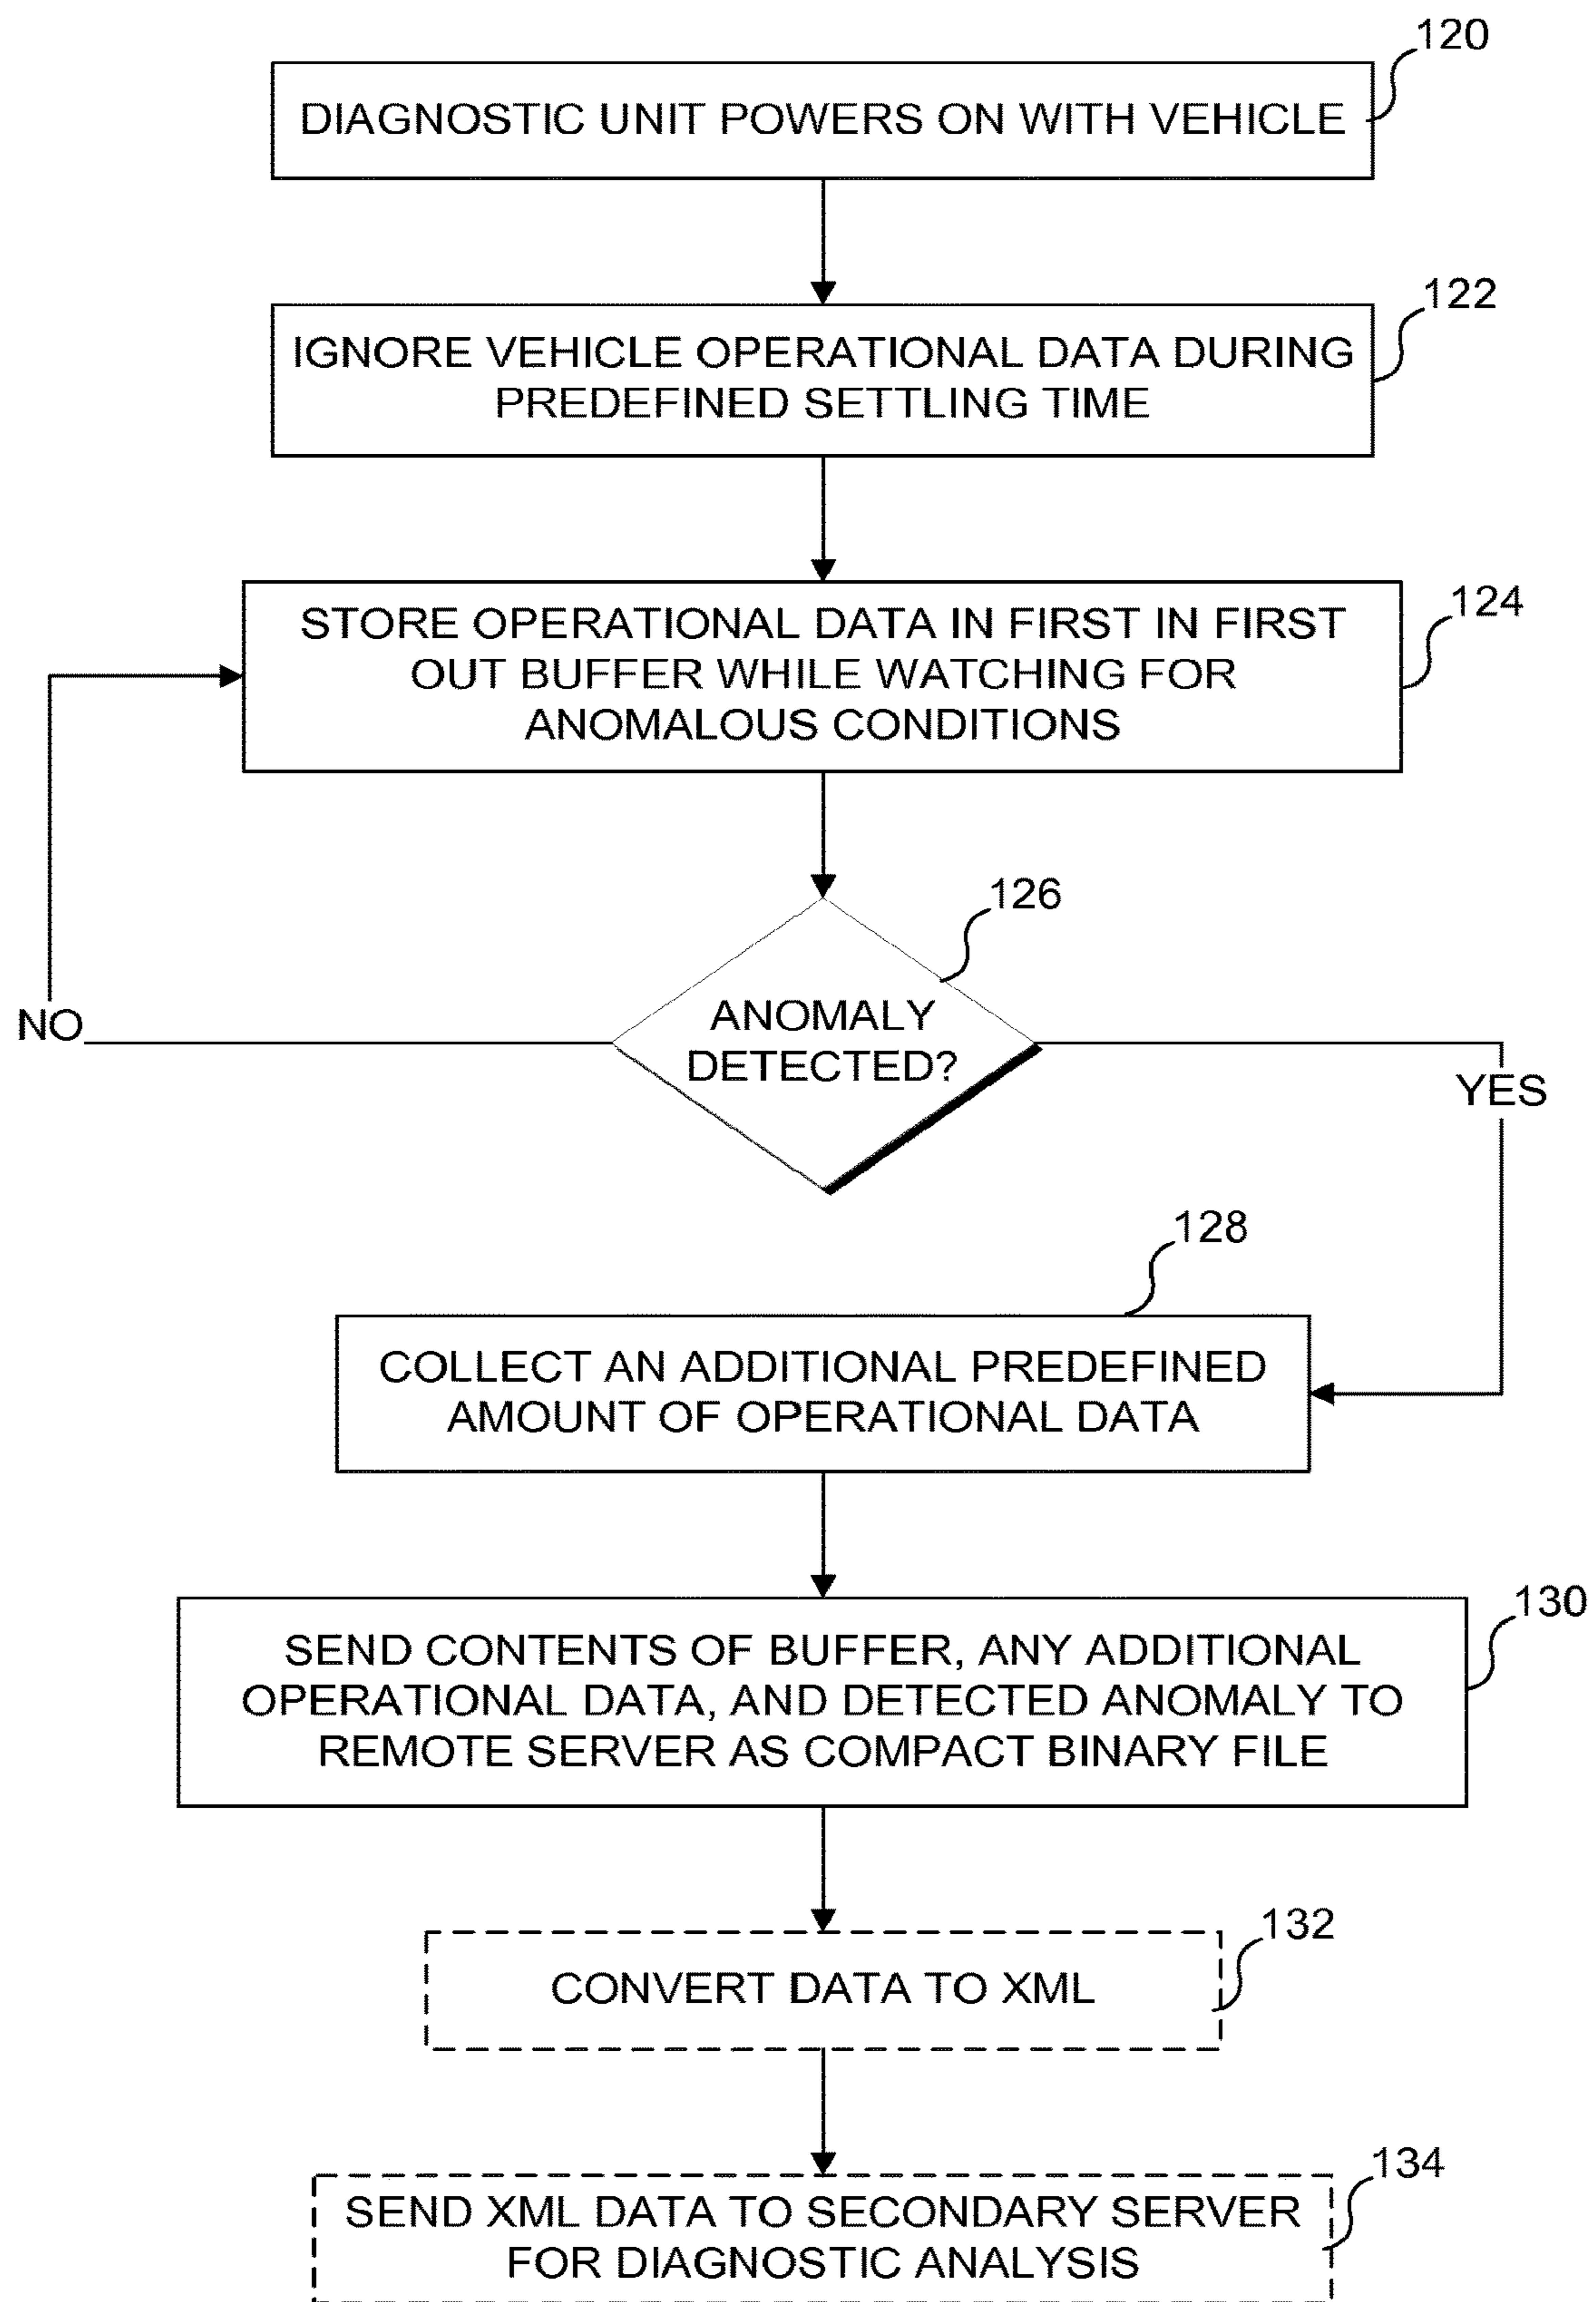 120
DIAGNOSTIC UNIT POWERS ON WITH VEHICLE
122
IGNORE VEHICLE OPERATIONAL DATA DURING
PREDEFINED SETTLING TIME
124
STORE OPERATIONAL DATA IN FIRST IN FIRST
OUT BUFFER WHILE WATCHING FOR
ANOMALOUS CONDITIONS
126
ANOMALY
DETECTED?
NO
YES
128
COLLECT AN ADDITIONAL PREDEFINED
AMOUNT OF OPERATIONAL DATA
130
SEND CONTENTS OF BUFFER, ANY ADDITIONAL
OPERATIONAL DATA, AND DETECTED ANOMALY TO
REMOTE SERVER AS COMPACT BINARY FILE
132
CONVERT DATA TO XML
134
SEND XML DATA TO SECONDARY SERVER
FOR DIAGNOSTIC ANALYSIS